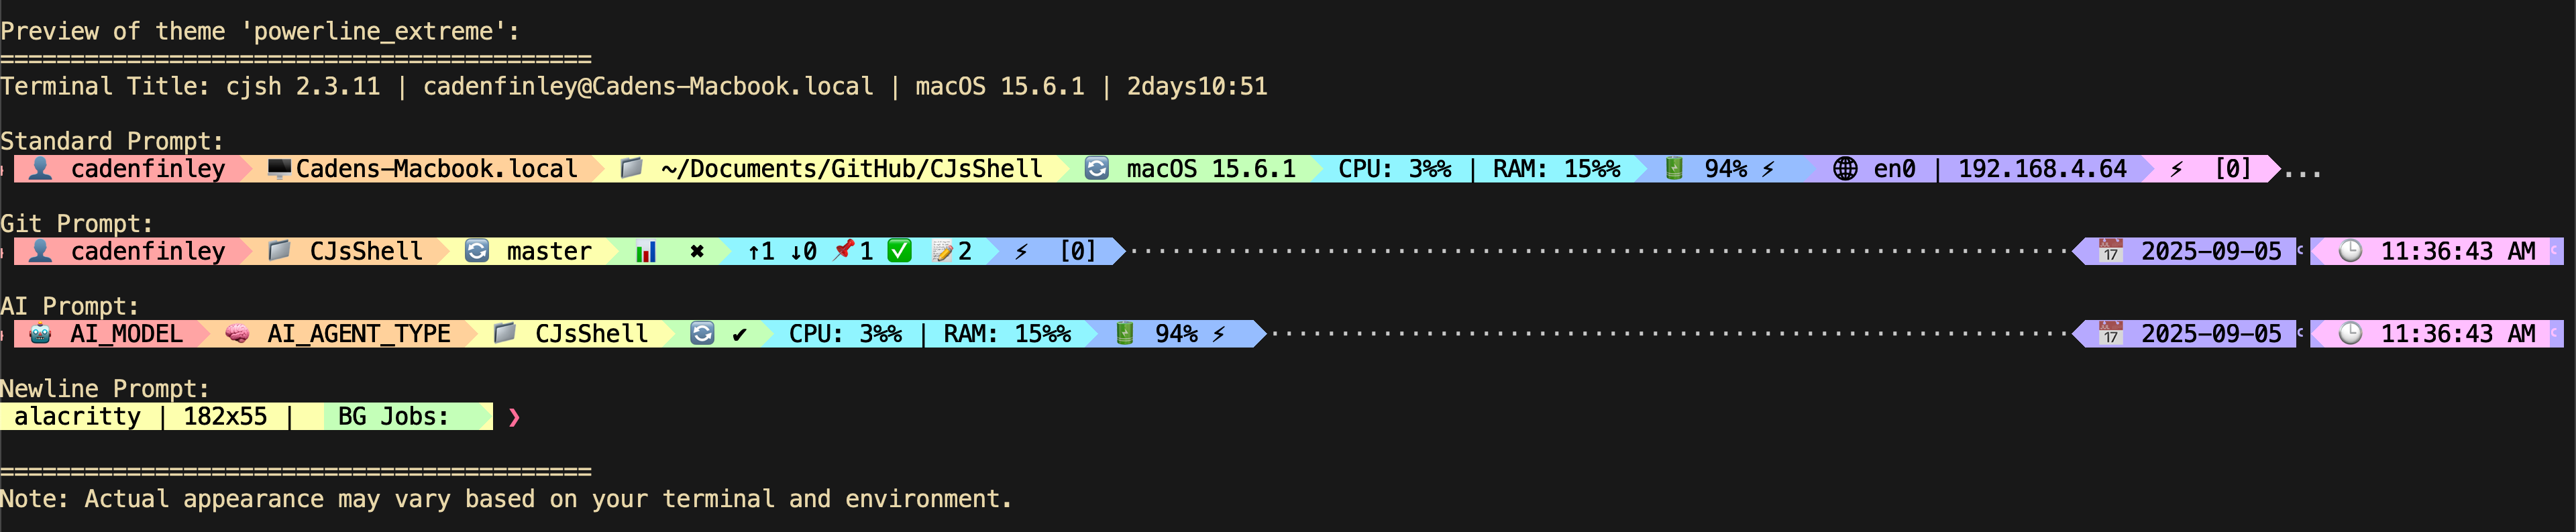 Preview of theme 'powerline_extreme':
==========================================
Terminal Title: cjsh 2.3.11 | cadenfinley@Cadens-Macbook.local | macOS 15.6.1 | 2days10:51
Standard Prompt:
👤 cadenfinley 🖥️Cadens-Macbook.local 📁 ~/Documents/GitHub/CJsShell 🔄 macOS 15.6.1 CPU: 3%% | RAM: 15%% 🔋 94% ⚡ 🌐 en0 | 192.168.4.64 ⚡ [0] ...
Git Prompt:
👤 cadenfinley 📁 CJsShell 🔄 master 📊 ✖ ↑1 ↓0 📌1 ✅ 📝2 ⚡ [0] ··································································· 📅 2025-09-05 🕒 11:36:43 AM
AI Prompt:
🤖 AI_MODEL 🧠 AI_AGENT_TYPE 📁 CJsShell 🔄 ✔ CPU: 3%% | RAM: 15%% 🔋 94% ⚡ ························································· 📅 2025-09-05 🕒 11:36:43 AM
Newline Prompt:
alacritty | 182x55 | BG Jobs: ❯
==========================================
Note: Actual appearance may vary based on your terminal and environment.